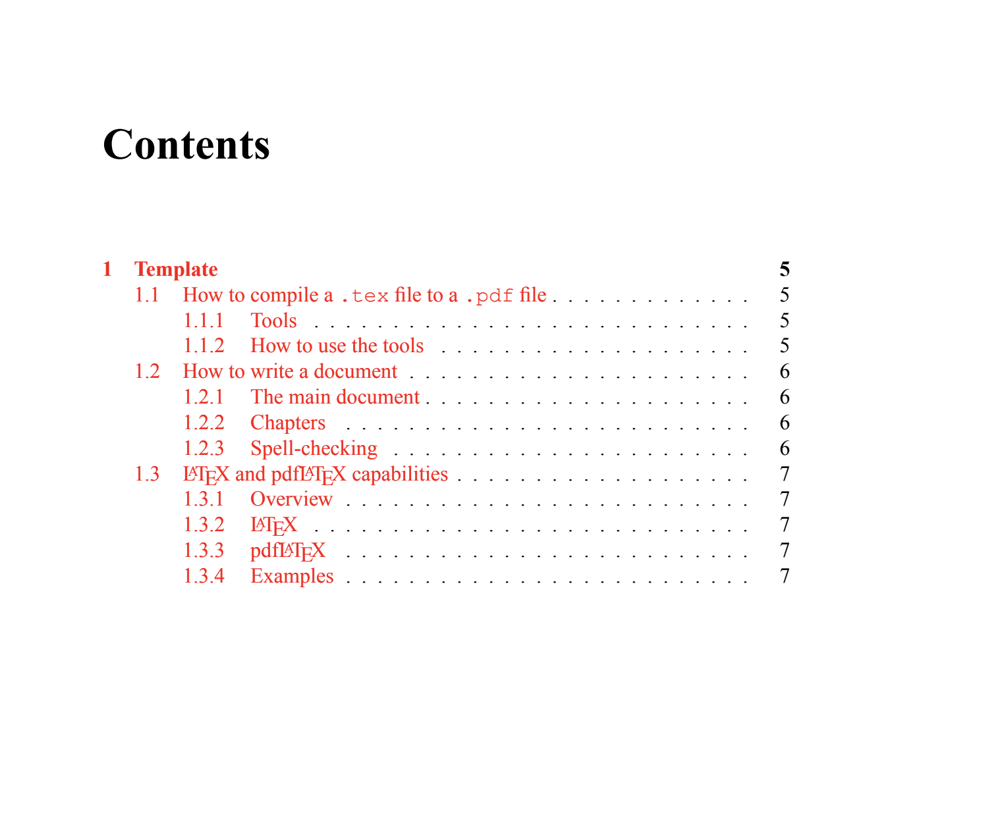 Contents
1 Template 5
1.1 How to compile a .tex file to a .pdf file . . . . . . . . . . . . . 5
1.1.1 Tools . . . . . . . . . . . . . . . . . . . . . . . . . . . . 5
1.1.2 How to use the tools . . . . . . . . . . . . . . . . . . . . 5
1.2 How to write a document . . . . . . . . . . . . . . . . . . . . . . 6
1.2.1 The main document . . . . . . . . . . . . . . . . . . . . . 6
1.2.2 Chapters . . . . . . . . . . . . . . . . . . . . . . . . . . 6
1.2.3 Spell-checking . . . . . . . . . . . . . . . . . . . . . . . 6
1.3 LATEX and pdfLATEX capabilities . . . . . . . . . . . . . . . . . . . 7
1.3.1 Overview . . . . . . . . . . . . . . . . . . . . . . . . . . 7
1.3.2 LATEX . . . . . . . . . . . . . . . . . . . . . . . . . . . . 7
1.3.3 pdfLATEX . . . . . . . . . . . . . . . . . . . . . . . . . . 7
1.3.4 Examples . . . . . . . . . . . . . . . . . . . . . . . . . . 7